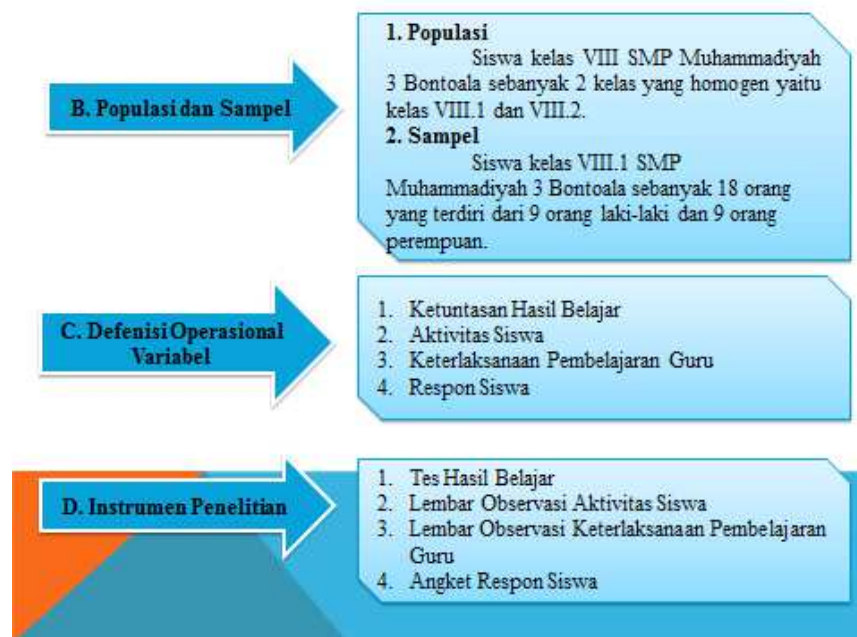 B. Populasi dan Sampel
1. Populasi
Siswa kelas VIII SMP Muhammadiyah
3 Bontoala sebanyak 2 kelas yang homogen yaitu
kelas VIII.1 dan VIII.2.
2. Sampel
Siswa kelas VIII.1 SMP
Muhammadiyah 3 Bontoala sebanyak 18 orang
yang terdiri dari 9 orang laki-laki dan 9 orang
perempuan.
C. Defenisi Operasional
Variabel
1. Ketuntasan Hasil Belajar
2. Aktivitas Siswa
3. Keterlaksanaan Pembelajaran Guru
4. Respon Siswa
D. Instrumen Penelitian
1. Tes Hasil Belajar
2. Lembar Observasi Aktivitas Siswa
3. Lembar Observasi Keterlaksanaan Pembelajaran
Guru
4. Angket Respon Siswa